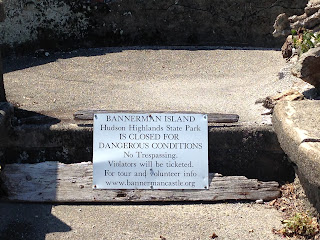 BANNERMAN ISLAND
Hudson Highlands State Park
IS CLOSED FOR
DANGEROUS CONDITIONS
No Trespassing.
Violators will be ticketed.
For tour and volunteer info
www.bannermancastle.org